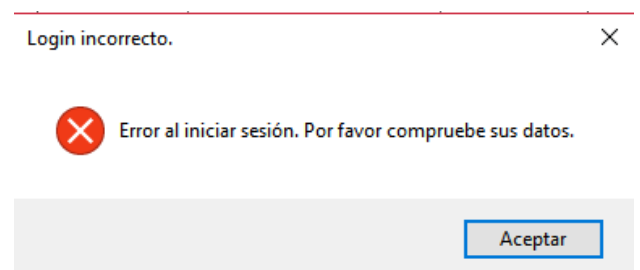 Login incorrecto.
Error al iniciar sesión. Por favor compruebe sus datos.
Aceptar